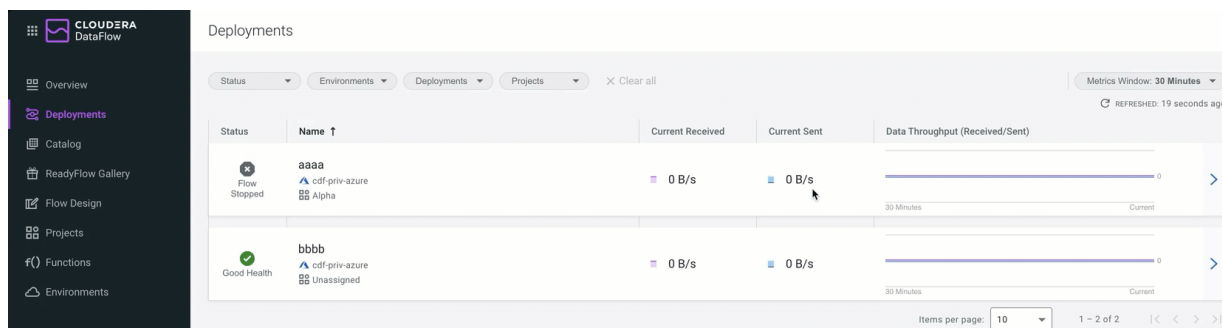 CLOUDERA
DataFlow
Deployments
Overview
Deployments
Catalog
ReadyFlow Gallery
Flow Design
Projects
f() Functions
Environments
Status Environments Deployments Projects Clear all
Metrics Window: 30 Minutes
REFRESHED: 19 seconds ago
Status Name ↑ Current Received Current Sent Data Throughput (Received/Sent)
Flow
Stopped
aaaa
cdf-priv-azure
Alpha
0 B/s 0 B/s
0
30 Minutes Current
Good Health
bbbb
cdf-priv-azure
Unassigned
0 B/s 0 B/s
0
30 Minutes Current
Items per page: 10 1 – 2 of 2